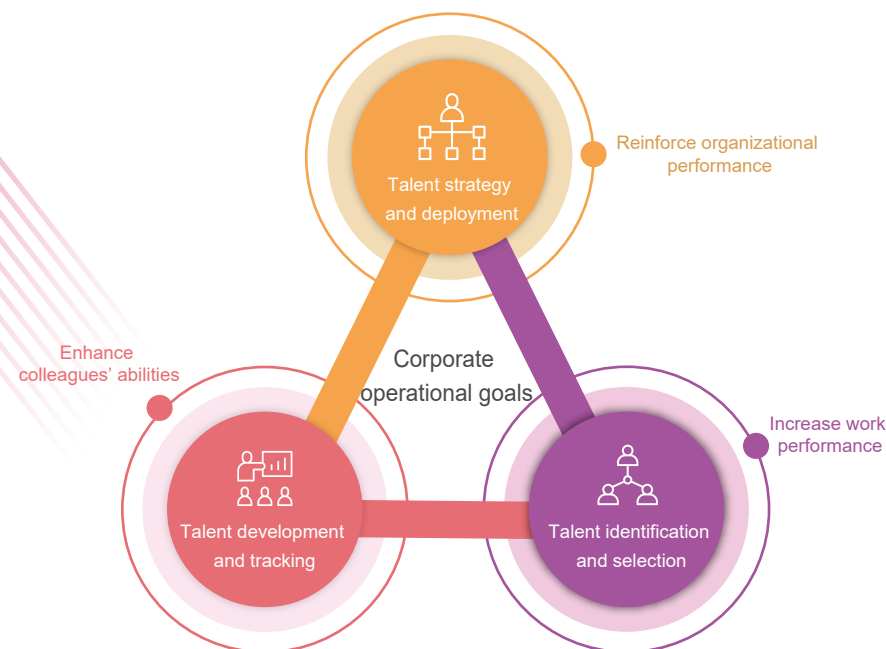 Reinforce organizational
performance
Talent strategy
and deployment
Enhance
colleagues’ abilities
Corporate
operational goals
Increase work
performance
Talent development
and tracking
Talent identification
and selection